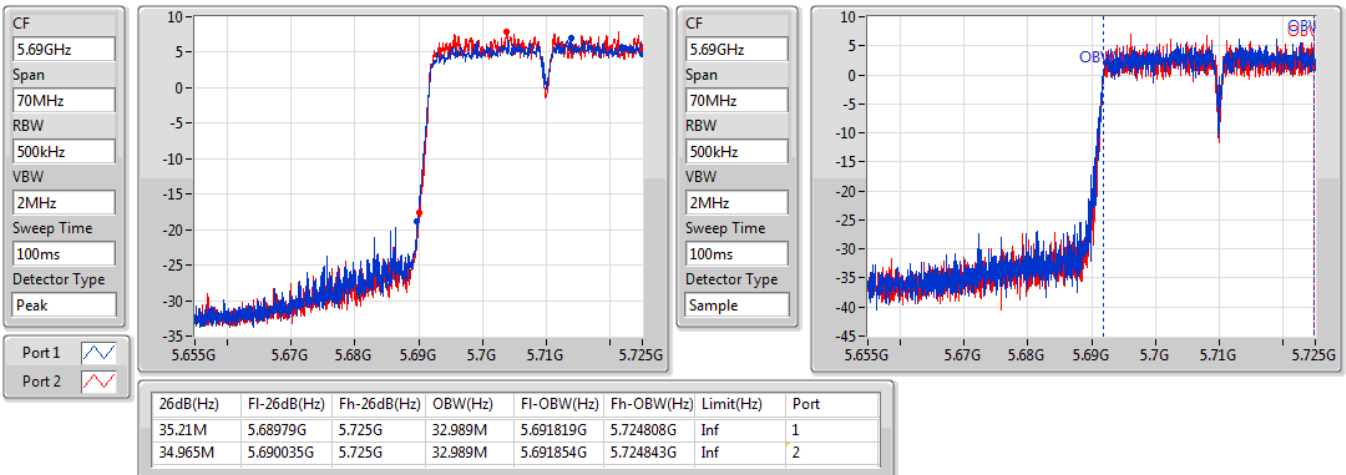 CF
5.69GHz
Span
70MHz
RBW
500kHz
VBW
2MHz
Sweep Time
100ms
Detector Type
Peak
Port 1
Port 2
10
5
0
-5
-10
-15
-20
-25
-30
-35
5.655G 5.67G 5.68G 5.69G 5.7G 5.71G 5.725G
CF
5.69GHz
Span
70MHz
RBW
500kHz
VBW
2MHz
Sweep Time
100ms
Detector Type
Sample
10
5
0
-5
-10
-15
-20
-25
-30
-35
-40
-45
OBW
OBW
OBW
5.655G 5.67G 5.68G 5.69G 5.7G 5.71G 5.725G
26dB(Hz) Fl-26dB(Hz) Fh-26dB(Hz) OBW(Hz) Fl-OBW(Hz) Fh-OBW(Hz) Limit(Hz) Port
35.21M 5.68979G 5.725G 32.989M 5.691819G 5.724808G Inf 1
34.965M 5.690035G 5.725G 32.989M 5.691854G 5.724843G Inf 2